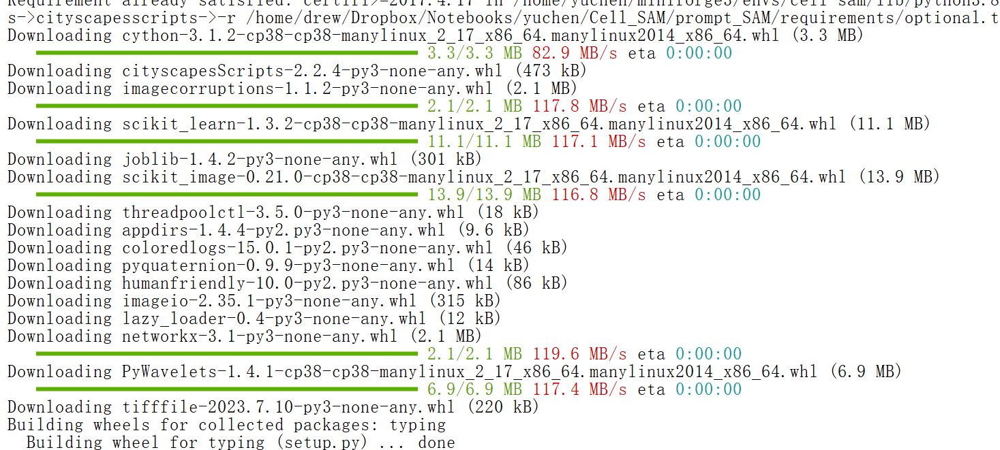 Requirement already satisfied: certifi>=2017.4.17 in /home/yuchen/miniforge3/envs/cell_sam/lib/python3.8
s->cityscapesscripts->-r /home/drew/Dropbox/Notebooks/yuchen/Cell_SAM/prompt_SAM/requirements/optional.t
Downloading cython-3.1.2-cp38-cp38-manylinux_2_17_x86_64.manylinux2014_x86_64.whl (3.3 MB)
3.3/3.3 MB 82.9 MB/s eta 0:00:00
Downloading cityscapesScripts-2.2.4-py3-none-any.whl (473 kB)
Downloading imagecorruptions-1.1.2-py3-none-any.whl (2.1 MB)
2.1/2.1 MB 117.8 MB/s eta 0:00:00
Downloading scikit_learn-1.3.2-cp38-cp38-manylinux_2_17_x86_64.manylinux2014_x86_64.whl (11.1 MB)
11.1/11.1 MB 117.1 MB/s eta 0:00:00
Downloading joblib-1.4.2-py3-none-any.whl (301 kB)
Downloading scikit_image-0.21.0-cp38-cp38-manylinux_2_17_x86_64.manylinux2014_x86_64.whl (13.9 MB)
13.9/13.9 MB 116.8 MB/s eta 0:00:00
Downloading threadpoolctl-3.5.0-py3-none-any.whl (18 kB)
Downloading appdirs-1.4.4-py2.py3-none-any.whl (9.6 kB)
Downloading coloredlogs-15.0.1-py2.py3-none-any.whl (46 kB)
Downloading pyquaternion-0.9.9-py3-none-any.whl (14 kB)
Downloading humanfriendly-10.0-py2.py3-none-any.whl (86 kB)
Downloading imageio-2.35.1-py3-none-any.whl (315 kB)
Downloading lazy_loader-0.4-py3-none-any.whl (12 kB)
Downloading networkx-3.1-py3-none-any.whl (2.1 MB)
2.1/2.1 MB 119.6 MB/s eta 0:00:00
Downloading PyWavelets-1.4.1-cp38-cp38-manylinux_2_17_x86_64.manylinux2014_x86_64.whl (6.9 MB)
6.9/6.9 MB 117.4 MB/s eta 0:00:00
Downloading tifffile-2023.7.10-py3-none-any.whl (220 kB)
Building wheels for collected packages: typing
Building wheel for typing (setup.py) ... done